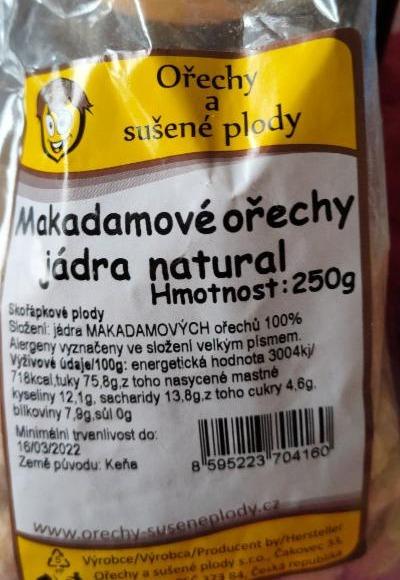 Ořechy
a
sušené plody
Makadamové ořechy
jádra natural
Hmotnost: 250g
Skořápkové plody
Složení: jádra MAKADAMOVÝCH ořechů 100%
Alergeny vyznačeny ve složení velkým písmem.
Výživové údaje/100g: energetická hodnota 3004kj/
718kcal,tuky 75,8g,z toho nasycené mastné
kyseliny 12,1g, sacharidy 13,8g,z toho cukry 4,6g,
bílkoviny 7,9g,sůl 0g
Minimální trvanlivost do:
16/03/2022
Země původu: Keňa
8 595223 704160
www.orechy-suseneplody.cz
Výrobce/Výrobca/Producent by/Hersteller
Ořechy a sušené plody s.r.o., Čakovec 33,
373 84, Česká republika
5